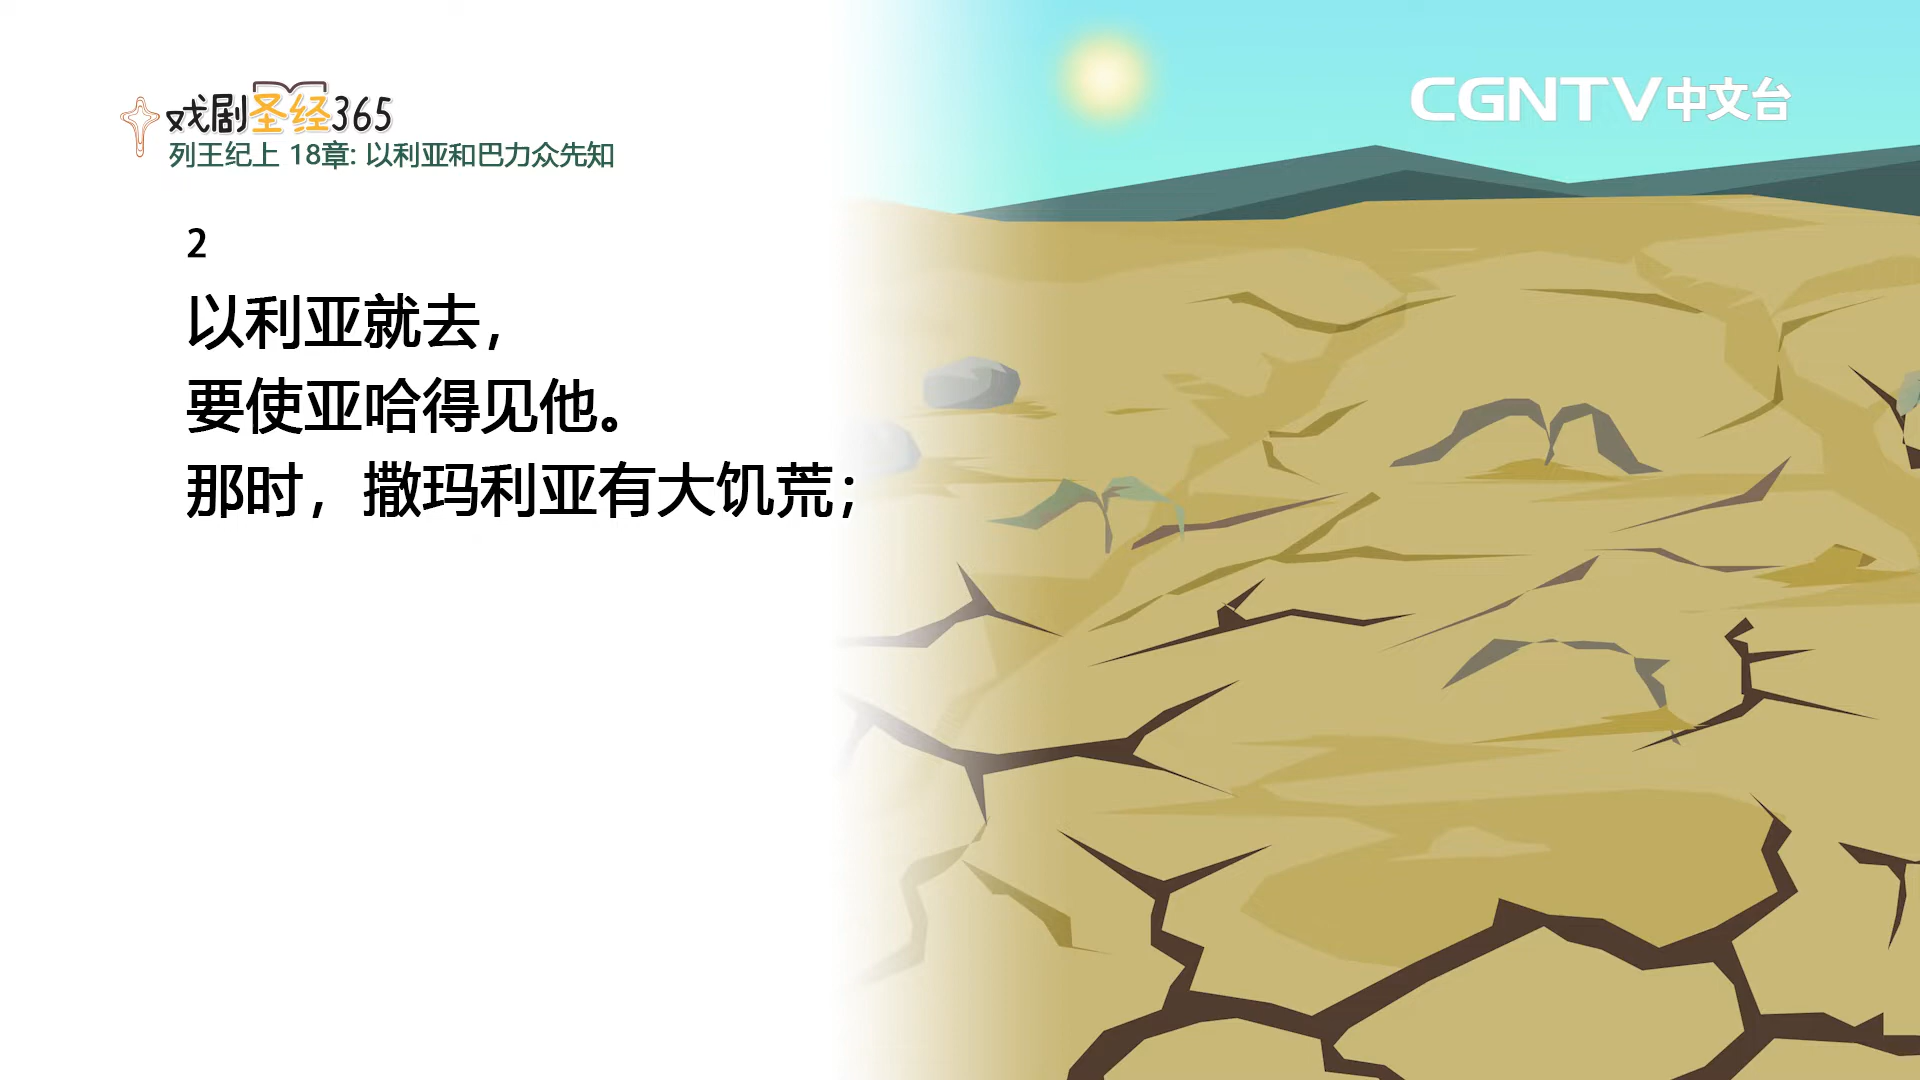 戏剧圣经365
列王纪上 18章: 以利亚和巴力众先知
CGNTV中文台
2
以利亚就去，
要使亚哈得见他。
那时，撒玛利亚有大饥荒；